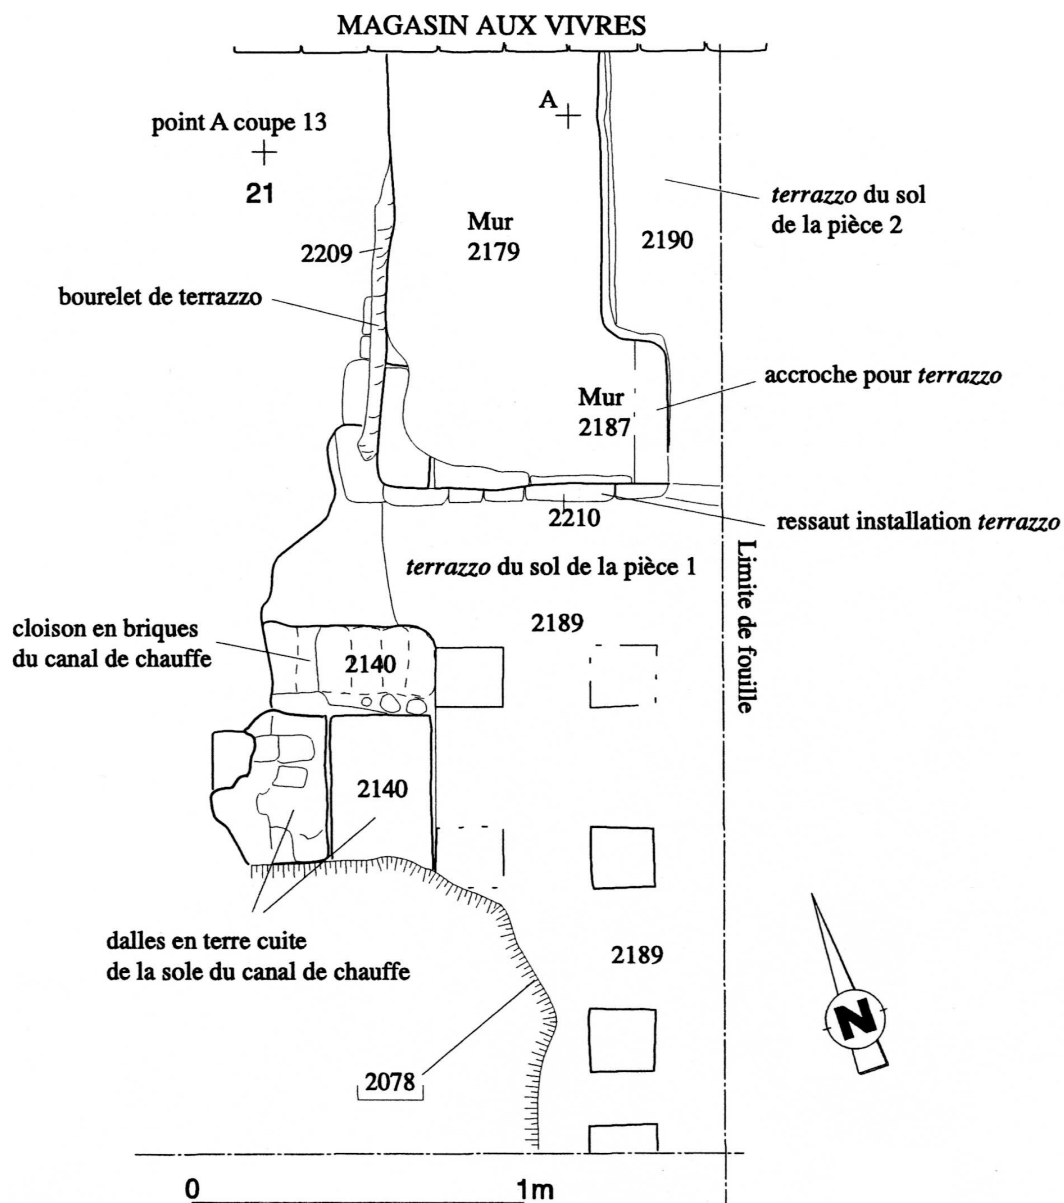 MAGASIN AUX VIVRES
A
point A coupe 13
21
terrazzo du sol
de la pièce 2
Mur
2179
2190
2209
bourelet de terrazzo
accroche pour terrazzo
Mur
2187
2210
ressaut installation terrazzo
terrazzo du sol de la pièce 1
Limite de fouille
2189
cloison en briques
du canal de chauffe
2140
2140
dalles en terre cuite
de la sole du canal de chauffe
2189
N
2078
0
1m